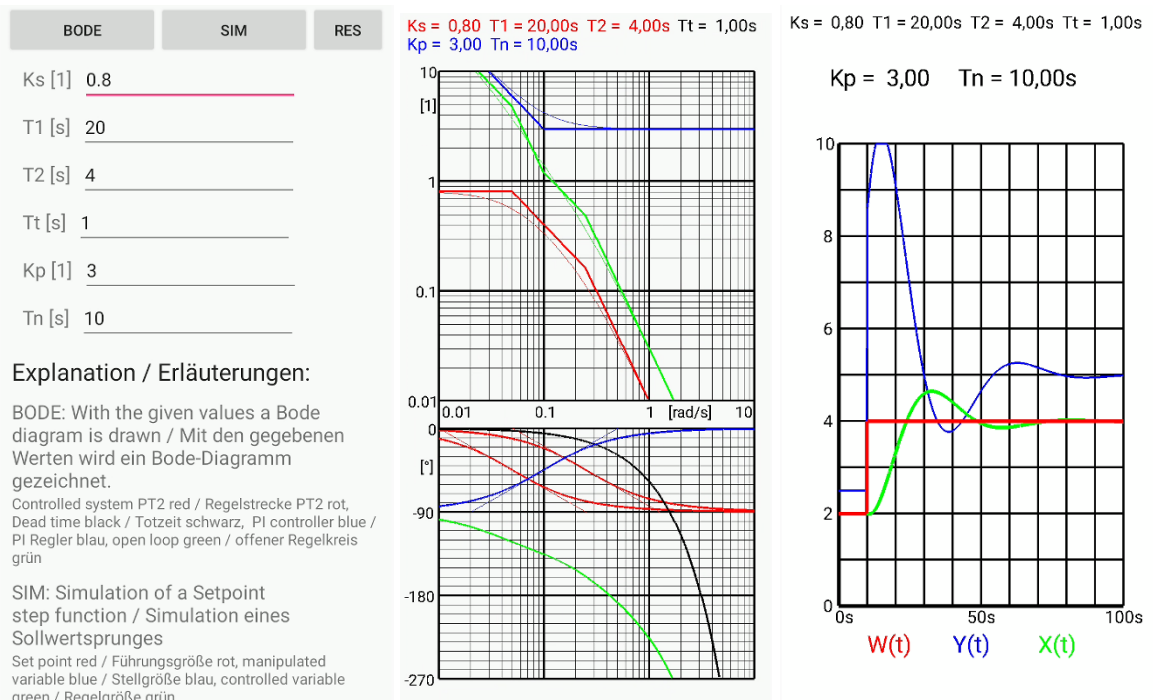 BODE SIM RES
Ks [1] 0.8
T1 [s] 20
T2 [s] 4
Tt [s] 1
Kp [1] 3
Tn [s] 10
Explanation / Erläuterungen:
BODE: With the given values a Bode
diagram is drawn / Mit den gegebenen
Werten wird ein Bode-Diagramm
gezeichnet.
Controlled system PT2 red / Regelstrecke PT2 rot,
Dead time black / Totzeit schwarz, PI controller blue /
PI Regler blau, open loop green / offener Regelkreis
grün
SIM: Simulation of a Setpoint
step function / Simulation eines
Sollwertsprunges
Set point red / Führungsgröße rot, manipulated
variable blue / Stellgröße blau, controlled variable
green / Regelgröße grün
Ks = 0,80 T1 = 20,00s T2 = 4,00s Tt = 1,00s
Kp = 3,00 Tn = 10,00s
10
[1]
1
0.1
0.01
0.01 0.1 1 [rad/s] 10
0
[°]
-90
-180
-270
Ks = 0,80 T1 = 20,00s T2 = 4,00s Tt = 1,00s
Kp = 3,00 Tn = 10,00s
10
8
6
4
2
0
0s 50s 100s
W(t) Y(t) X(t)